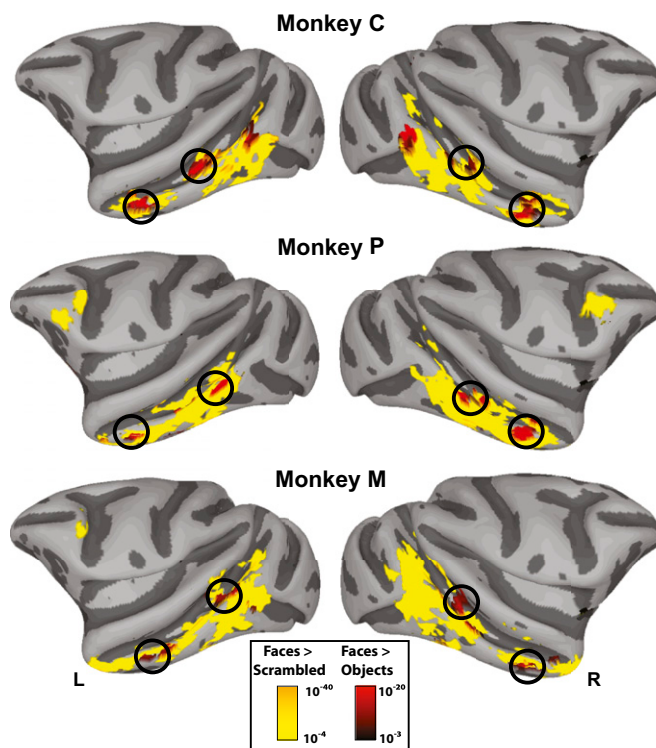 Monkey C
Monkey P
Monkey M
L
R
Faces > Faces >
Scrambled Objects
10⁻⁴⁰ 10⁻²⁰
10⁻⁴ 10⁻³